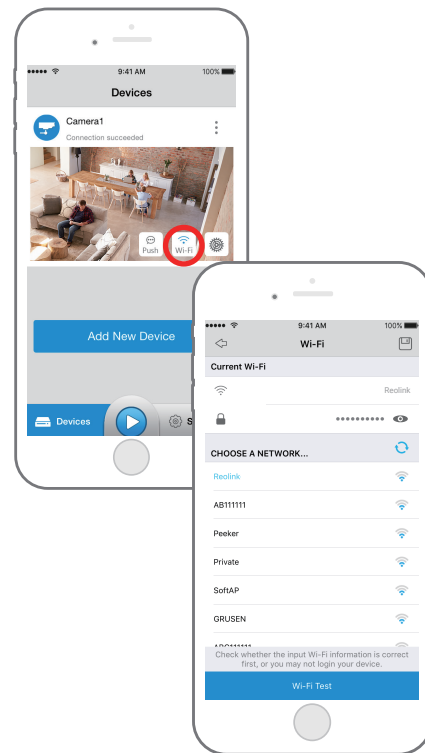 9:41 AM
100%
Devices
Camera1
Connection succeeded
Push
Wi-Fi
Add New Device
Devices
S
9:41 AM
100%
Wi-Fi
Current Wi-Fi
Reolink
••••••••••
CHOOSE A NETWORK...
Reolink
AB111111
Peeker
Private
SoftAP
GRUSEN
Check whether the input Wi-Fi information is correct
first, or you may not login your device.
Wi-Fi Test